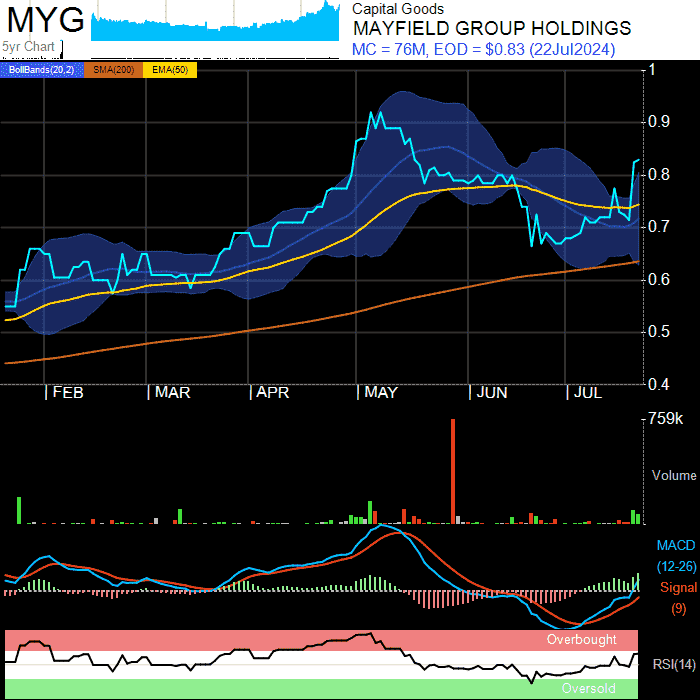 MYG
5yr Chart
Capital Goods
MAYFIELD GROUP HOLDINGS
MC = 76M, EOD = $0.83 (22Jul2024)
BollBands(20,2) SMA(200) EMA(50)
1
0.9
0.8
0.7
0.6
0.5
0.4
FEB MAR APR MAY JUN JUL
759k
Volume
MACD
(12-26)
Signal
(9)
Overbought
RSI(14)
Oversold